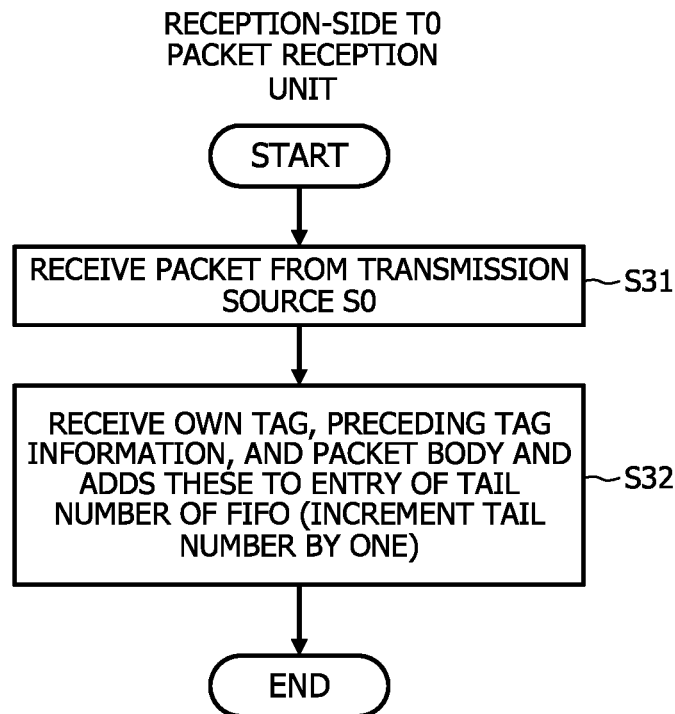 RECEPTION-SIDE T0
PACKET RECEPTION
UNIT
START
RECEIVE PACKET FROM TRANSMISSION
SOURCE S0
S31
RECEIVE OWN TAG, PRECEDING TAG
INFORMATION, AND PACKET BODY AND
ADDS THESE TO ENTRY OF TAIL
NUMBER OF FIFO (INCREMENT TAIL
NUMBER BY ONE)
S32
END